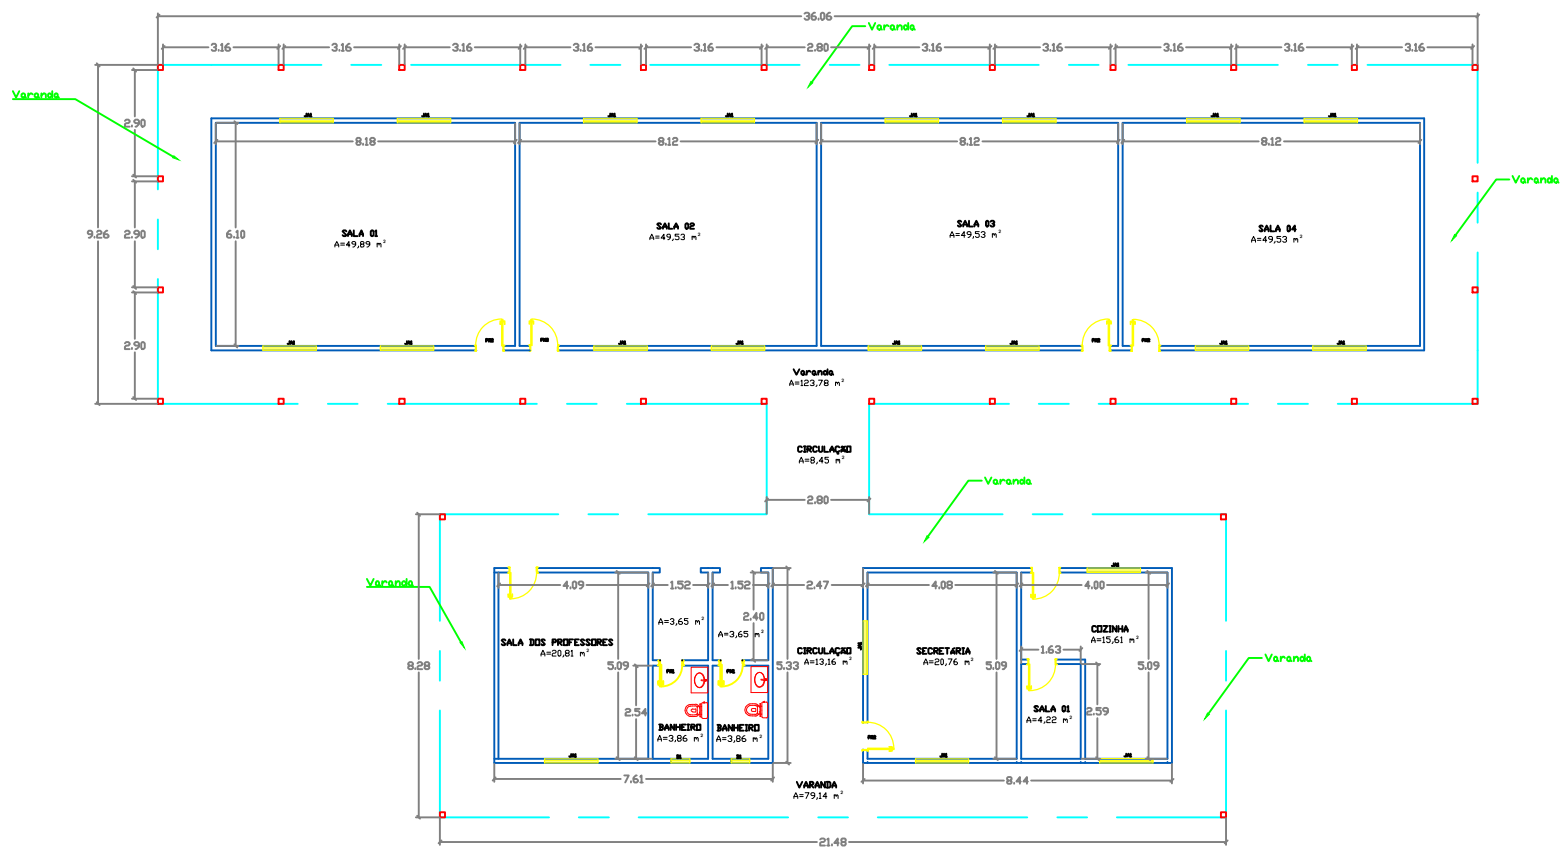 36.06
3.16 3.16 3.16 3.16 3.16 2.80 3.16 3.16 3.16 3.16 3.16
Varanda
Varanda
2.90
8.18 8.12 8.12 8.12
Varanda
9.26 2.90 6.10
SALA 01
A=49,89 m²
SALA 02
A=49,53 m²
SALA 03
A=49,53 m²
SALA 04
A=49,53 m²
2.90
Varanda
A=123,78 m²
CIRCULAÇÃO
A=8,45 m²
2.80
Varanda
Varanda
4.09 1.52 1.52 2.47 4.08 4.00
2.40
A=3,65 m²
A=3,65 m²
SALA DOS PROFESSORES
A=20,81 m²
CIRCULAÇÃO
A=13,16 m²
SECRETARIA
A=20,76 m²
COZINHA
A=15,61 m²
1.63
Varanda
8.28 5.09 5.33 5.09 5.09
2.54
BANHEIRO
A=3,86 m²
BANHEIRO
A=3,86 m²
SALA 01
A=4,22 m²
2.59
7.61 8.44
VARANDA
A=79,14 m²
21.48